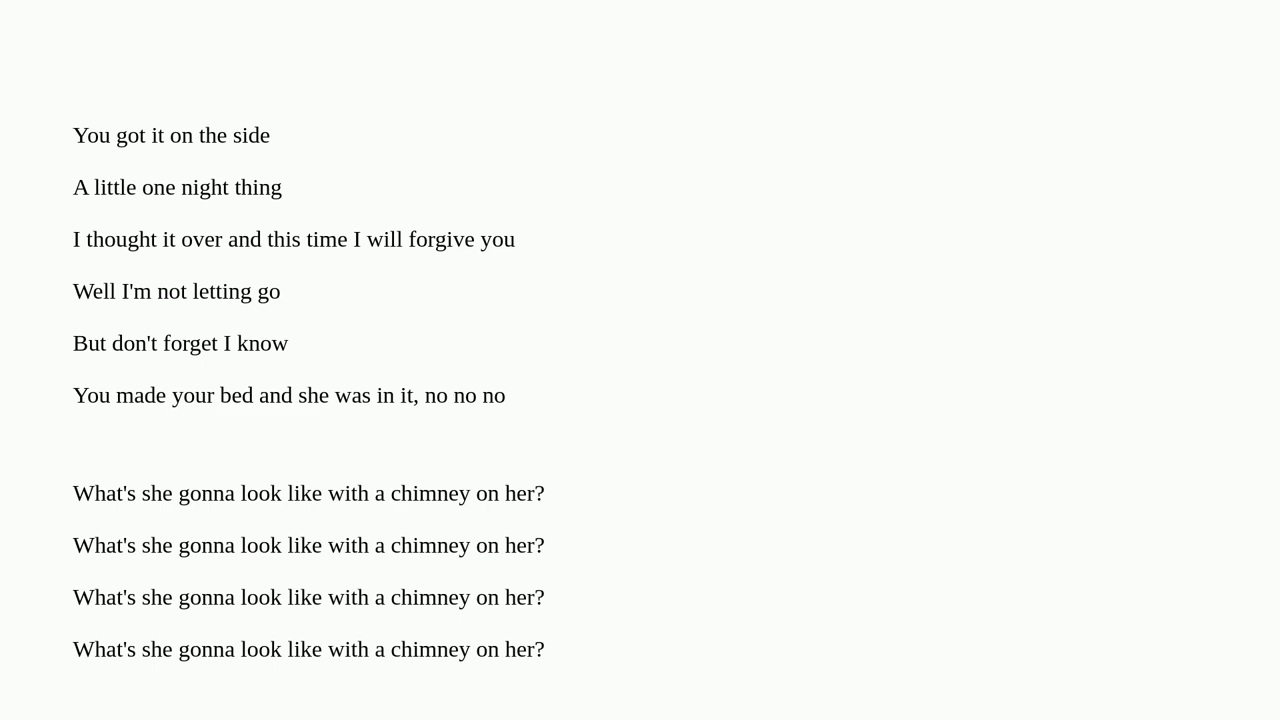 You got it on the side
A little one night thing
I thought it over and this time I will forgive you
Well I'm not letting go
But don't forget I know
You made your bed and she was in it, no no no
What's she gonna look like with a chimney on her?
What's she gonna look like with a chimney on her?
What's she gonna look like with a chimney on her?
What's she gonna look like with a chimney on her?